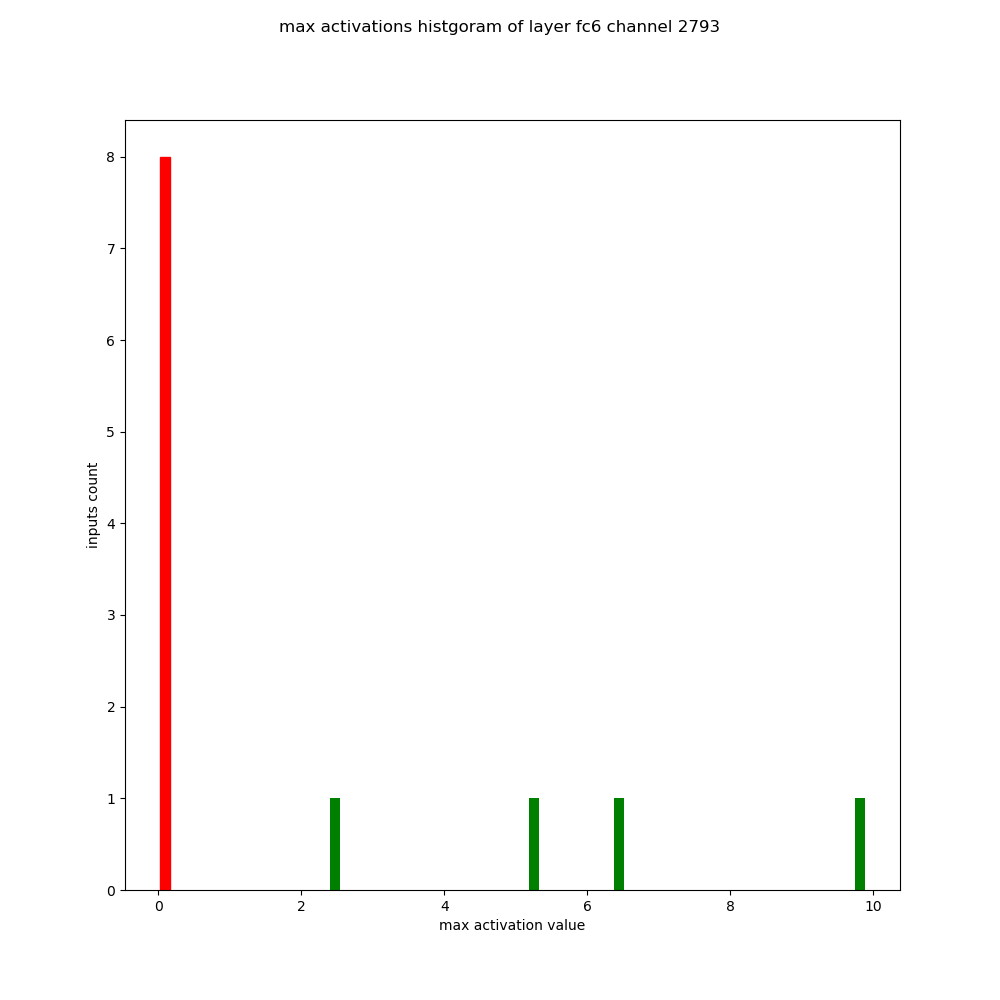 max activations histgoram of layer fc6 channel 2793
8
7
6
5
4
3
2
1
0
inputs count
0 2 4 6 8 10
max activation value